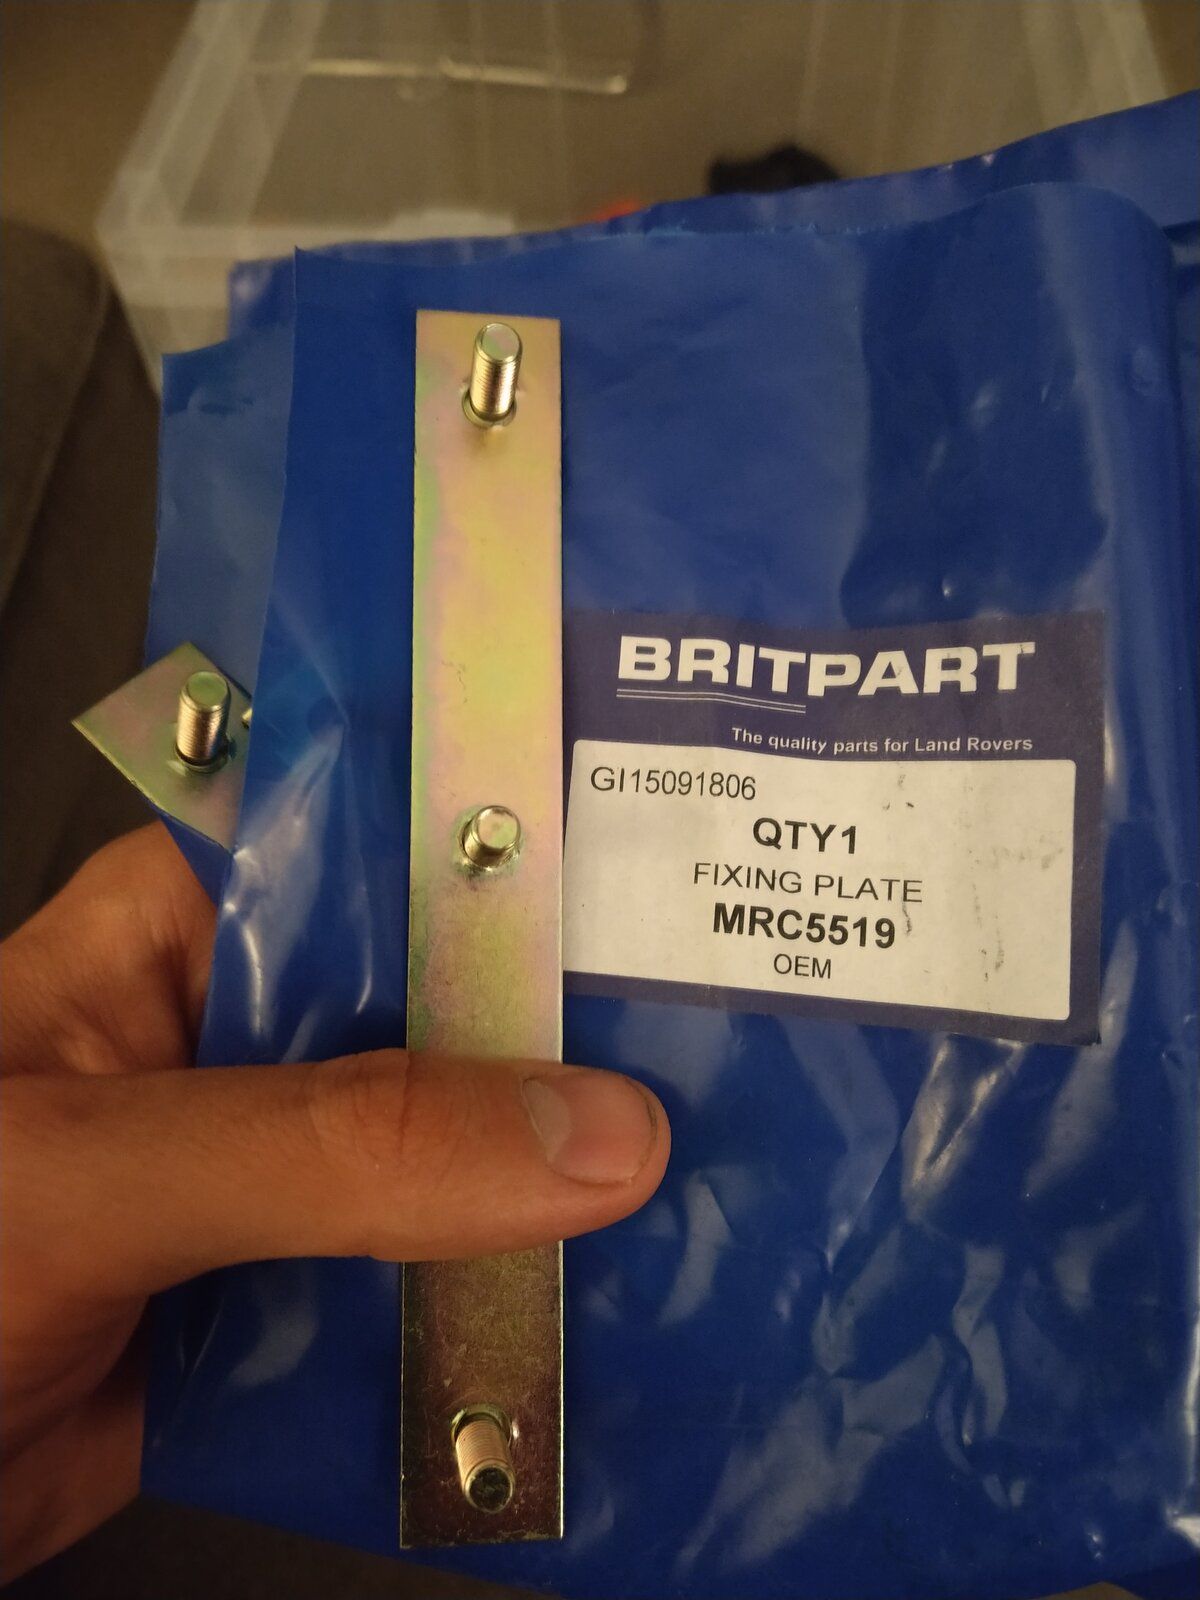 BRITPART
The quality parts for Land Rovers
GI15091806
QTY1
FIXING PLATE
MRC5519
OEM